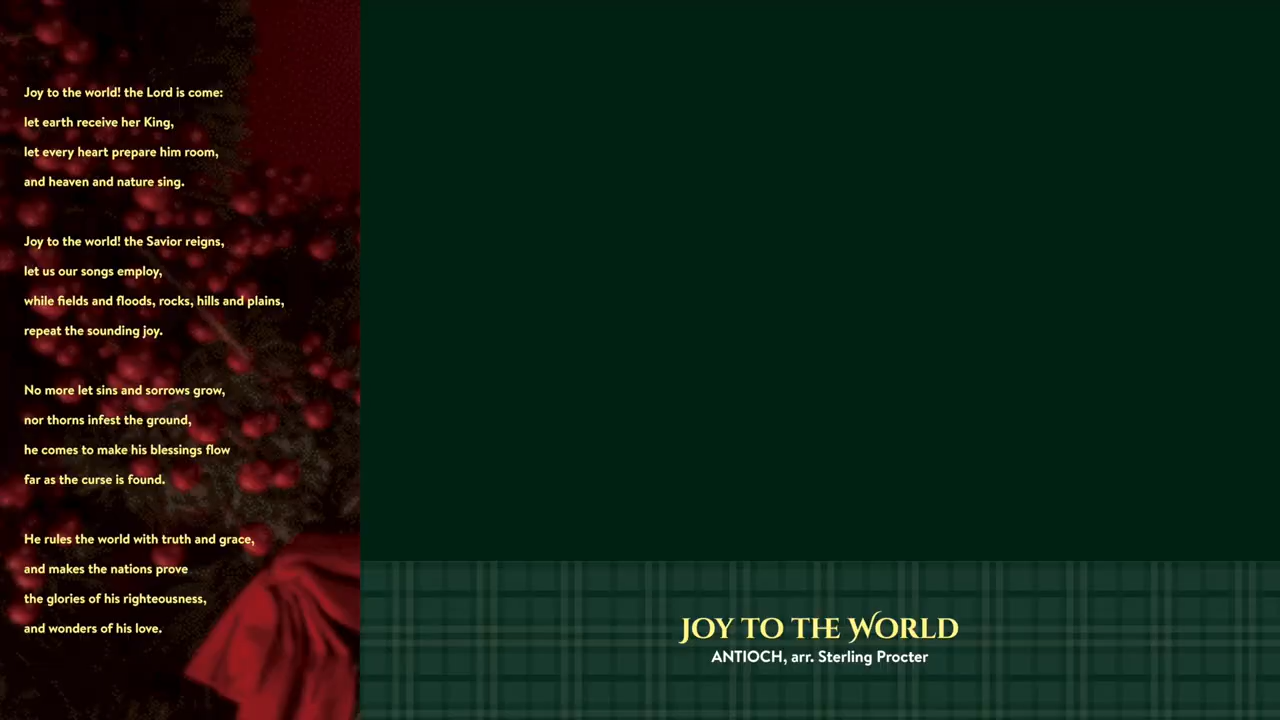 Joy to the world! the Lord is come:
let earth receive her King,
let every heart prepare him room,
and heaven and nature sing.
Joy to the world! the Savior reigns,
let us our songs employ,
while fields and floods, rocks, hills and plains,
repeat the sounding joy.
No more let sins and sorrows grow,
nor thorns infest the ground,
he comes to make his blessings flow
far as the curse is found.
He rules the world with truth and grace,
and makes the nations prove
the glories of his righteousness,
and wonders of his love.
JOY TO THE WORLD
ANTIOCH, arr. Sterling Procter